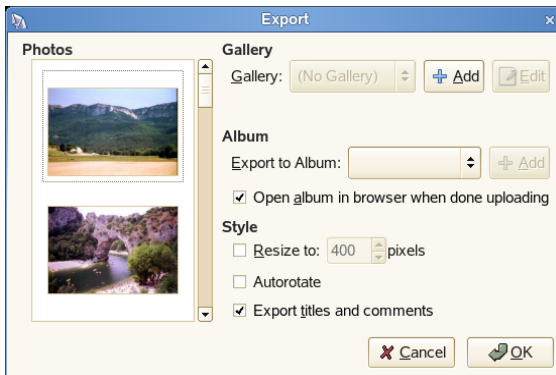 Export
Photos
Gallery
Gallery: (No Gallery) Add Edit
Album
Export to Album: Add
Open album in browser when done uploading
Style
Resize to: 400 pixels
Autorotate
Export titles and comments
Cancel OK